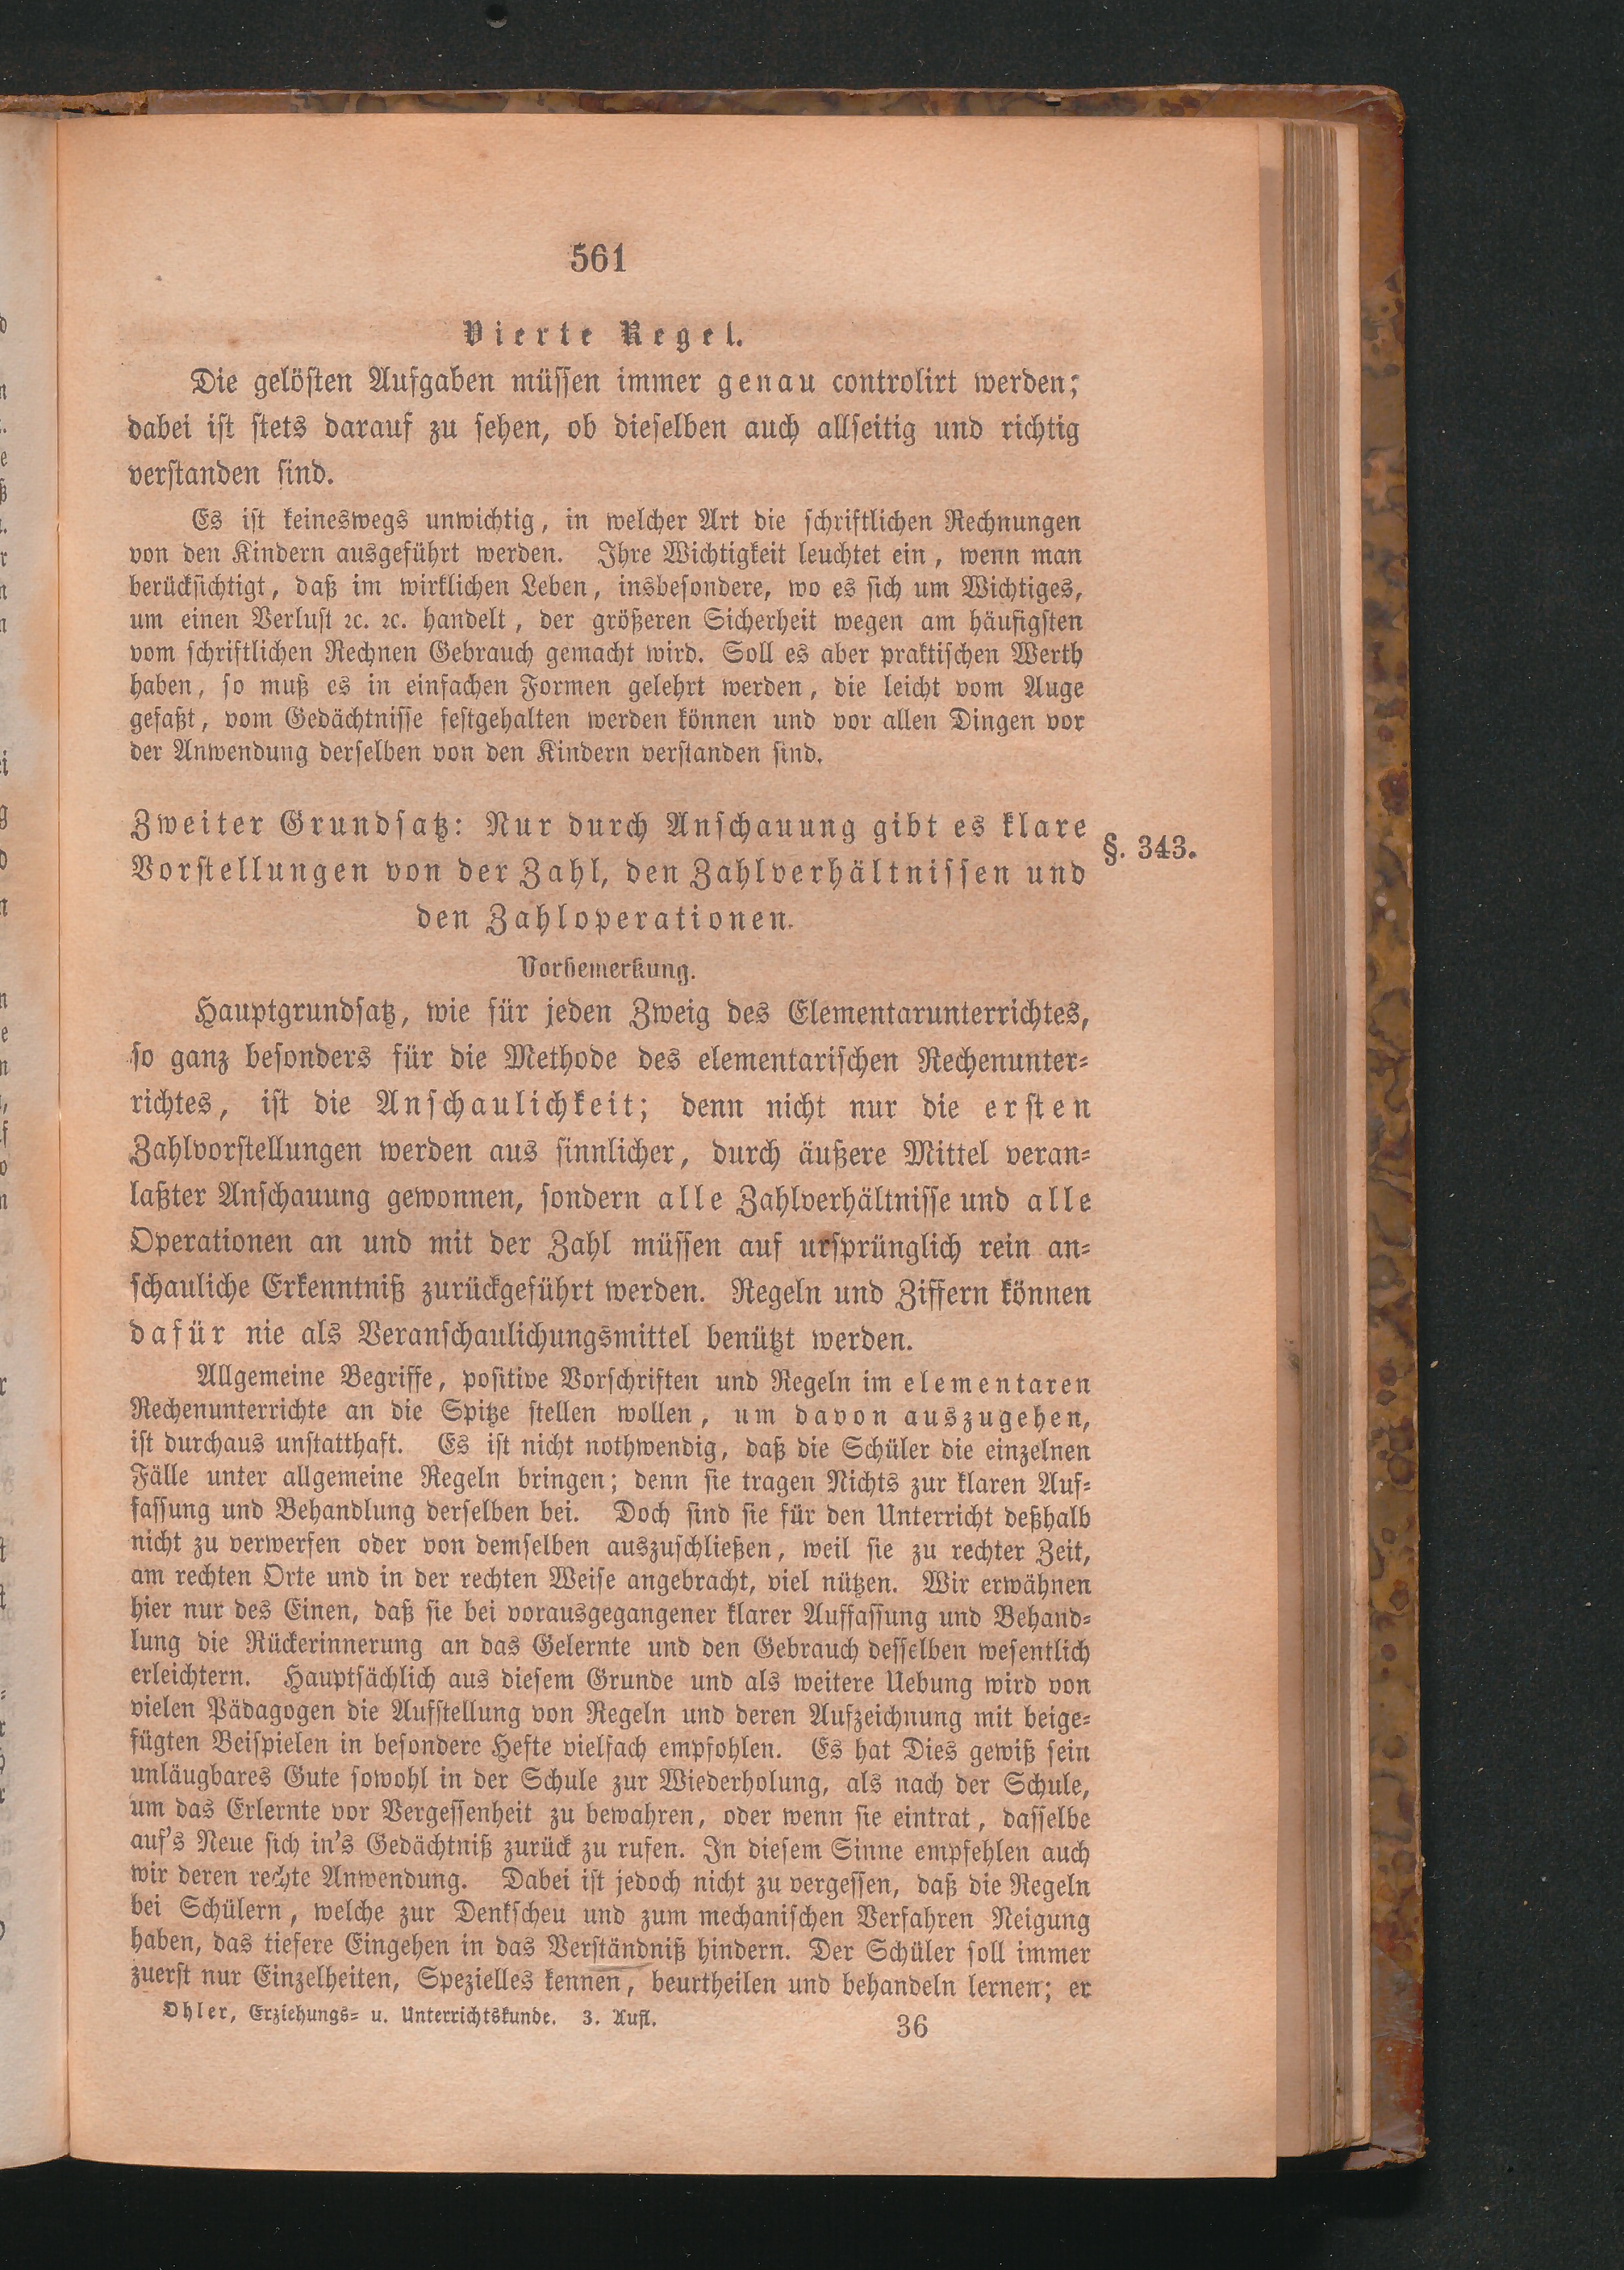 561
Vierte Regel.
Die gelösten Aufgaben müssen immer genau controlirt werden;
dabei ist stets darauf zu sehen, ob dieselben auch allseitig und richtig
verstanden sind.
Es ist keineswegs unwichtig, in welcher Art die schriftlichen Rechnungen
von den Kindern ausgeführt werden. Ihre Wichtigkeit leuchtet ein, wenn man
berücksichtigt, daß im wirklichen Leben, insbesondere, wo es sich um Wichtiges,
um einen Verlust ꝛc. ꝛc. handelt, der größeren Sicherheit wegen am häufigsten
vom schriftlichen Rechnen Gebrauch gemacht wird. Soll es aber praktischen Werth
haben, so muß es in einfachen Formen gelehrt werden, die leicht vom Auge
gefaßt, vom Gedächtnisse festgehalten werden können und vor allen Dingen vor
der Anwendung derselben von den Kindern verstanden sind.
Zweiter Grundsatz: Nur durch Anschauung gibt es klare
§. 343.
Vorstellungen von der Zahl, den Zahlverhältnissen und
den Zahloperationen.
Vorbemerkung.
Hauptgrundsatz, wie für jeden Zweig des Elementarunterrichtes,
so ganz besonders für die Methode des elementarischen Rechenunter-
richtes, ist die Anschaulichkeit; denn nicht nur die ersten
Zahlvorstellungen werden aus sinnlicher, durch äußere Mittel veran-
laßter Anschauung gewonnen, sondern alle Zahlverhältnisse und alle
Operationen an und mit der Zahl müssen auf ursprünglich rein an-
schauliche Erkenntniß zurückgeführt werden. Regeln und Ziffern können
dafür nie als Veranschaulichungsmittel benützt werden.
Allgemeine Begriffe, positive Vorschriften und Regeln im elementaren
Rechenunterrichte an die Spitze stellen wollen, um davon auszugehen,
ist durchaus unstatthaft. Es ist nicht nothwendig, daß die Schüler die einzelnen
Fälle unter allgemeine Regeln bringen; denn sie tragen Nichts zur klaren Auf-
fassung und Behandlung derselben bei. Doch sind sie für den Unterricht deßhalb
nicht zu verwerfen oder von demselben auszuschließen, weil sie zu rechter Zeit,
am rechten Orte und in der rechten Weise angebracht, viel nützen. Wir erwähnen
hier nur des Einen, daß sie bei vorausgegangener klarer Auffassung und Behand-
lung die Rückerinnerung an das Gelernte und den Gebrauch desselben wesentlich
erleichtern. Hauptsächlich aus diesem Grunde und als weitere Uebung wird von
vielen Pädagogen die Aufstellung von Regeln und deren Aufzeichnung mit beige-
fügten Beispielen in besondere Hefte vielfach empfohlen. Es hat Dies gewiß sein
unläugbares Gute sowohl in der Schule zur Wiederholung, als nach der Schule,
um das Erlernte vor Vergessenheit zu bewahren, oder wenn sie eintrat, dasselbe
auf's Neue sich in's Gedächtniß zurück zu rufen. In diesem Sinne empfehlen auch
wir deren rechte Anwendung. Dabei ist jedoch nicht zu vergessen, daß die Regeln
bei Schülern, welche zur Denkscheu und zum mechanischen Verfahren Neigung
haben, das tiefere Eingehen in das Verständniß hindern. Der Schüler soll immer
zuerst nur Einzelheiten, Spezielles kennen, beurtheilen und behandeln lernen; er
Ohler, Erziehungs- u. Unterrichtskunde. 3. Aufl.
36